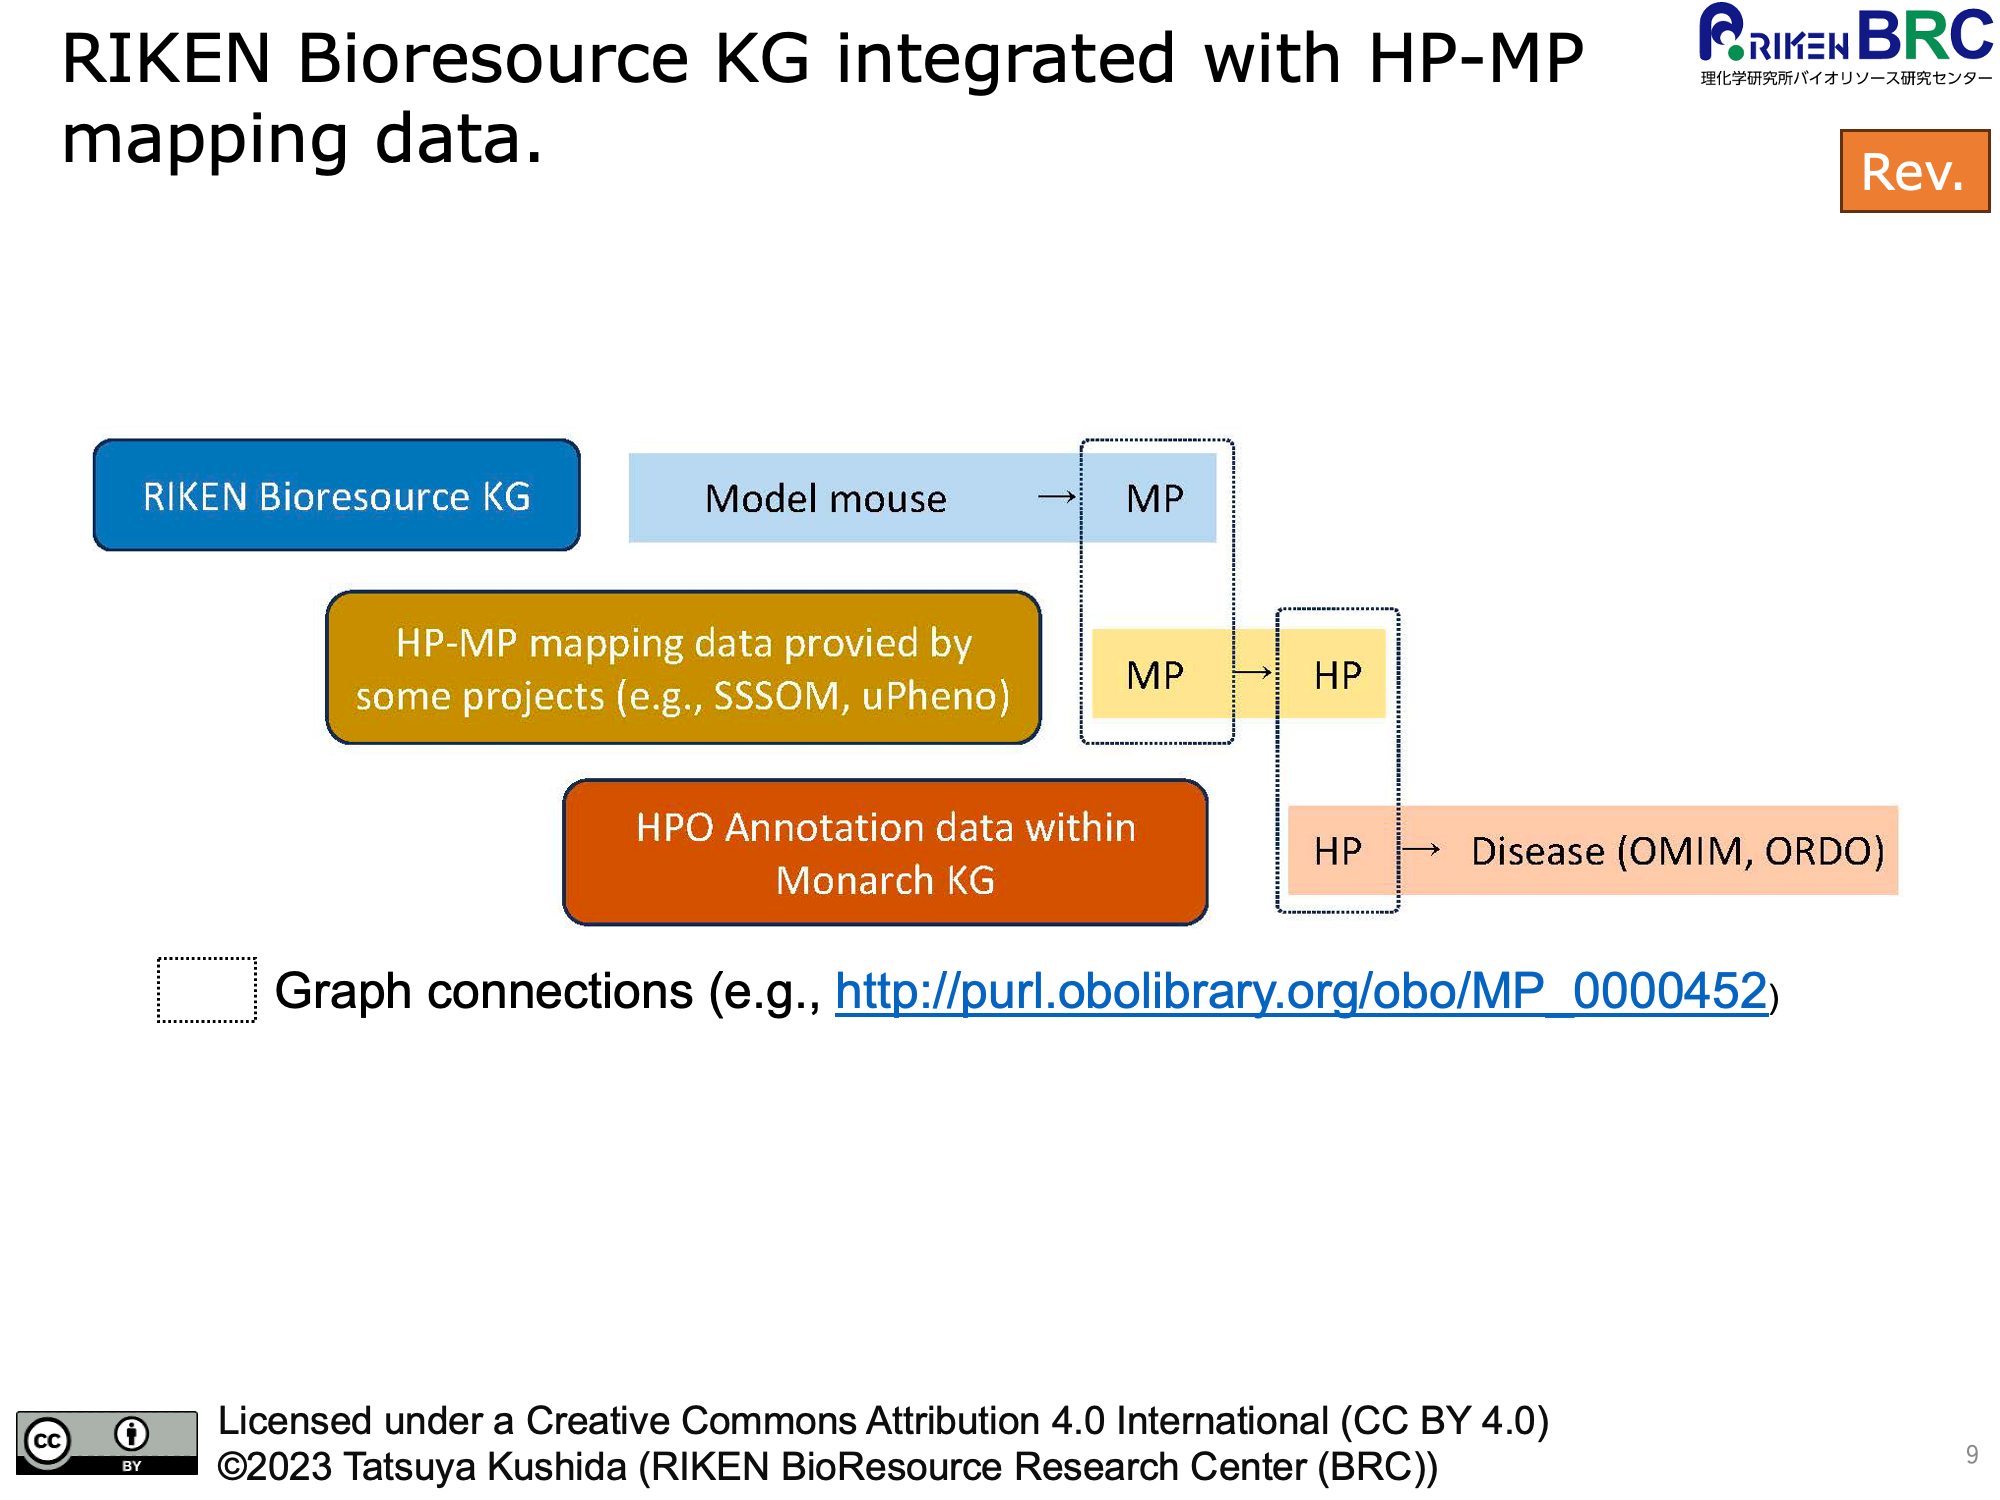 RIKEN Bioresource KG integrated with HP-MP
mapping data.
RIKEN BRC
理化学研究所バイオリソース研究センター
Rev.
RIKEN Bioresource KG
Model mouse → MP
HP-MP mapping data provied by
some projects (e.g., SSSOM, uPheno)
MP → HP
HPO Annotation data within
Monarch KG
HP → Disease (OMIM, ORDO)
Graph connections (e.g., http://purl.obolibrary.org/obo/MP_0000452)
cc
BY
Licensed under a Creative Commons Attribution 4.0 International (CC BY 4.0)
©2023 Tatsuya Kushida (RIKEN BioResource Research Center (BRC))
9